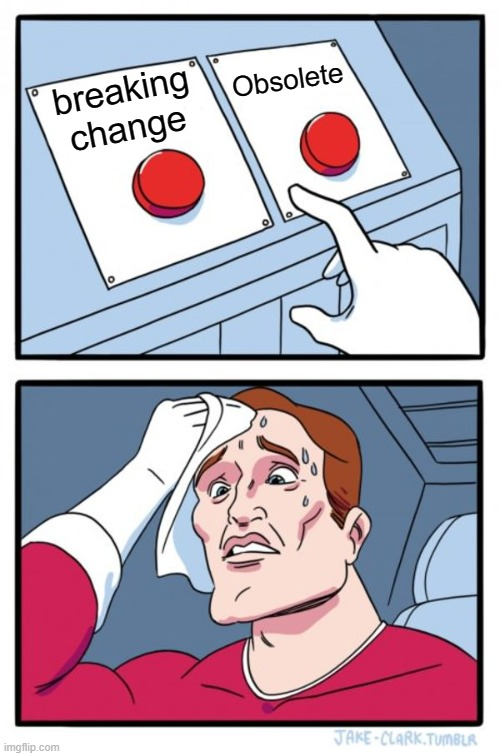 breaking
change
Obsolete
JAKE-CLARK.TUMBLR
imgflip.com